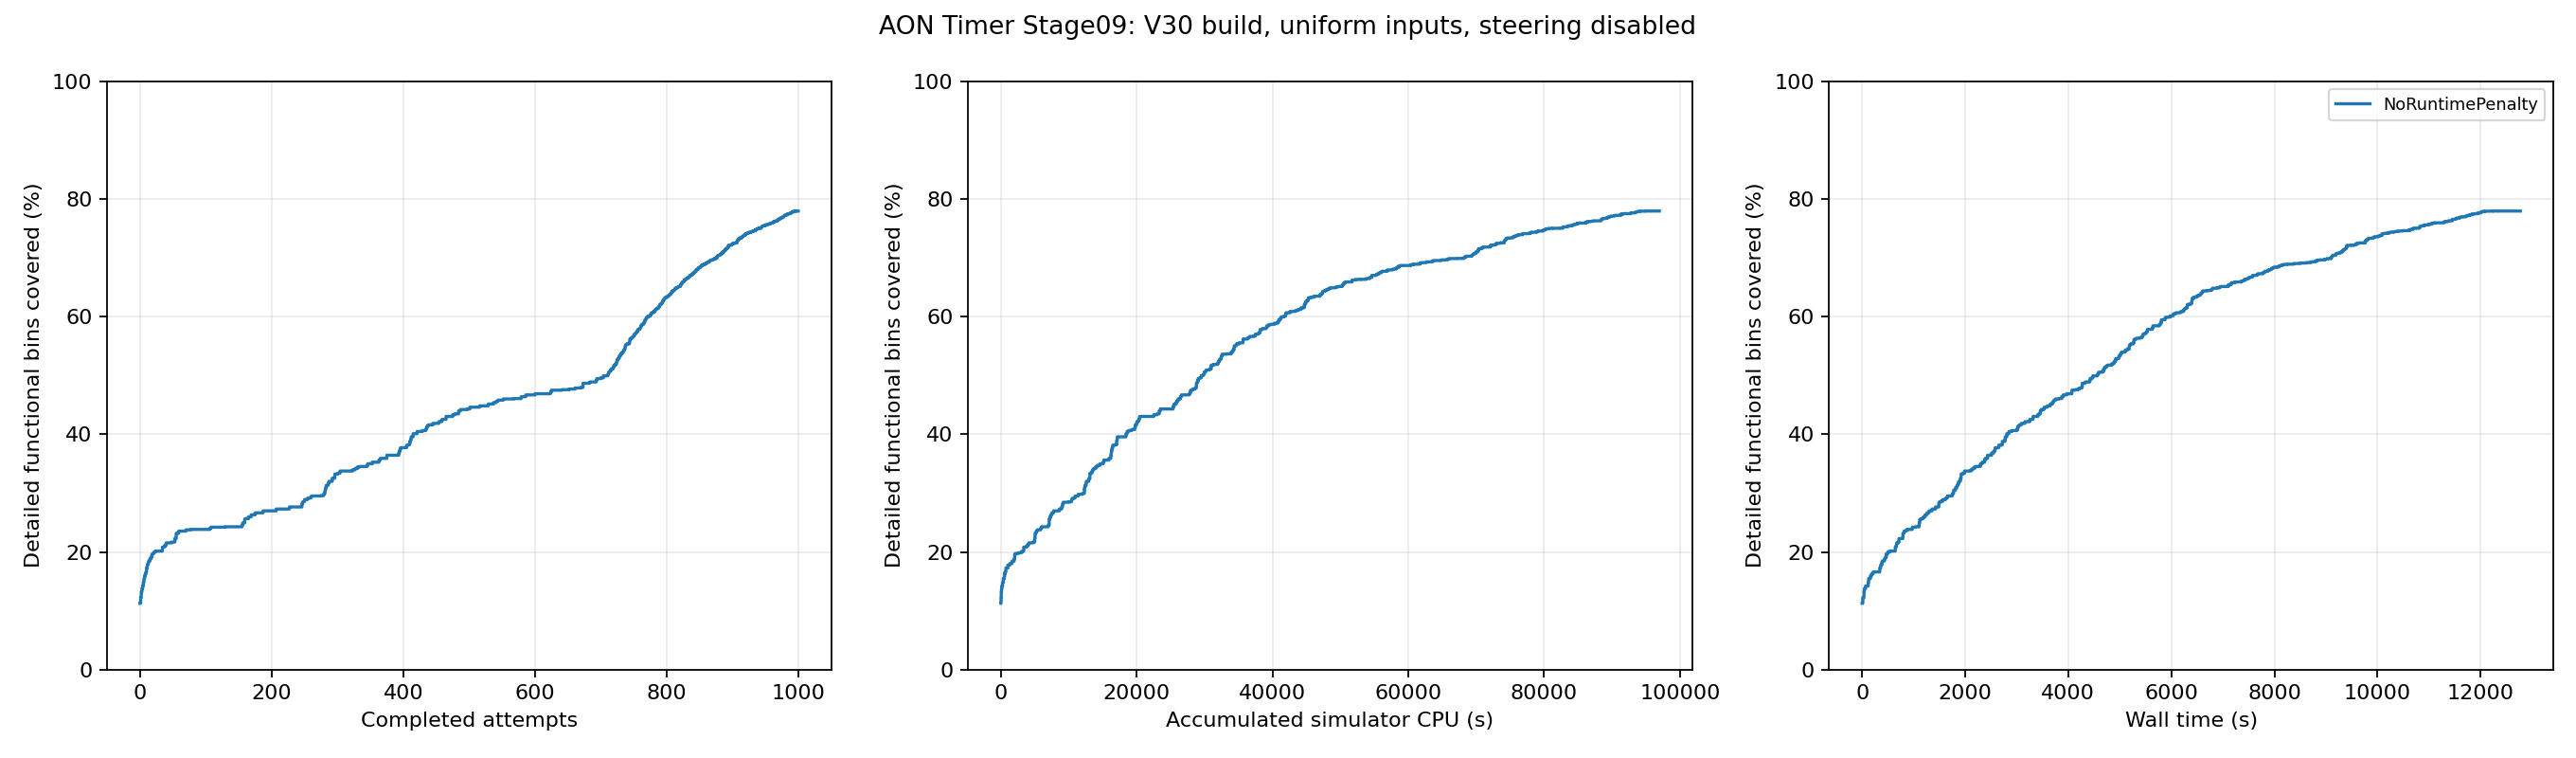 AON Timer Stage09: V30 build, uniform inputs, steering disabled
Detailed functional bins covered (%)
100
80
60
40
20
0
0 200 400 600 800 1000
Completed attempts
Detailed functional bins covered (%)
100
80
60
40
20
0
0 20000 40000 60000 80000 100000
Accumulated simulator CPU (s)
Detailed functional bins covered (%)
100
80
60
40
20
0
NoRuntimePenalty
0 2000 4000 6000 8000 10000 12000
Wall time (s)